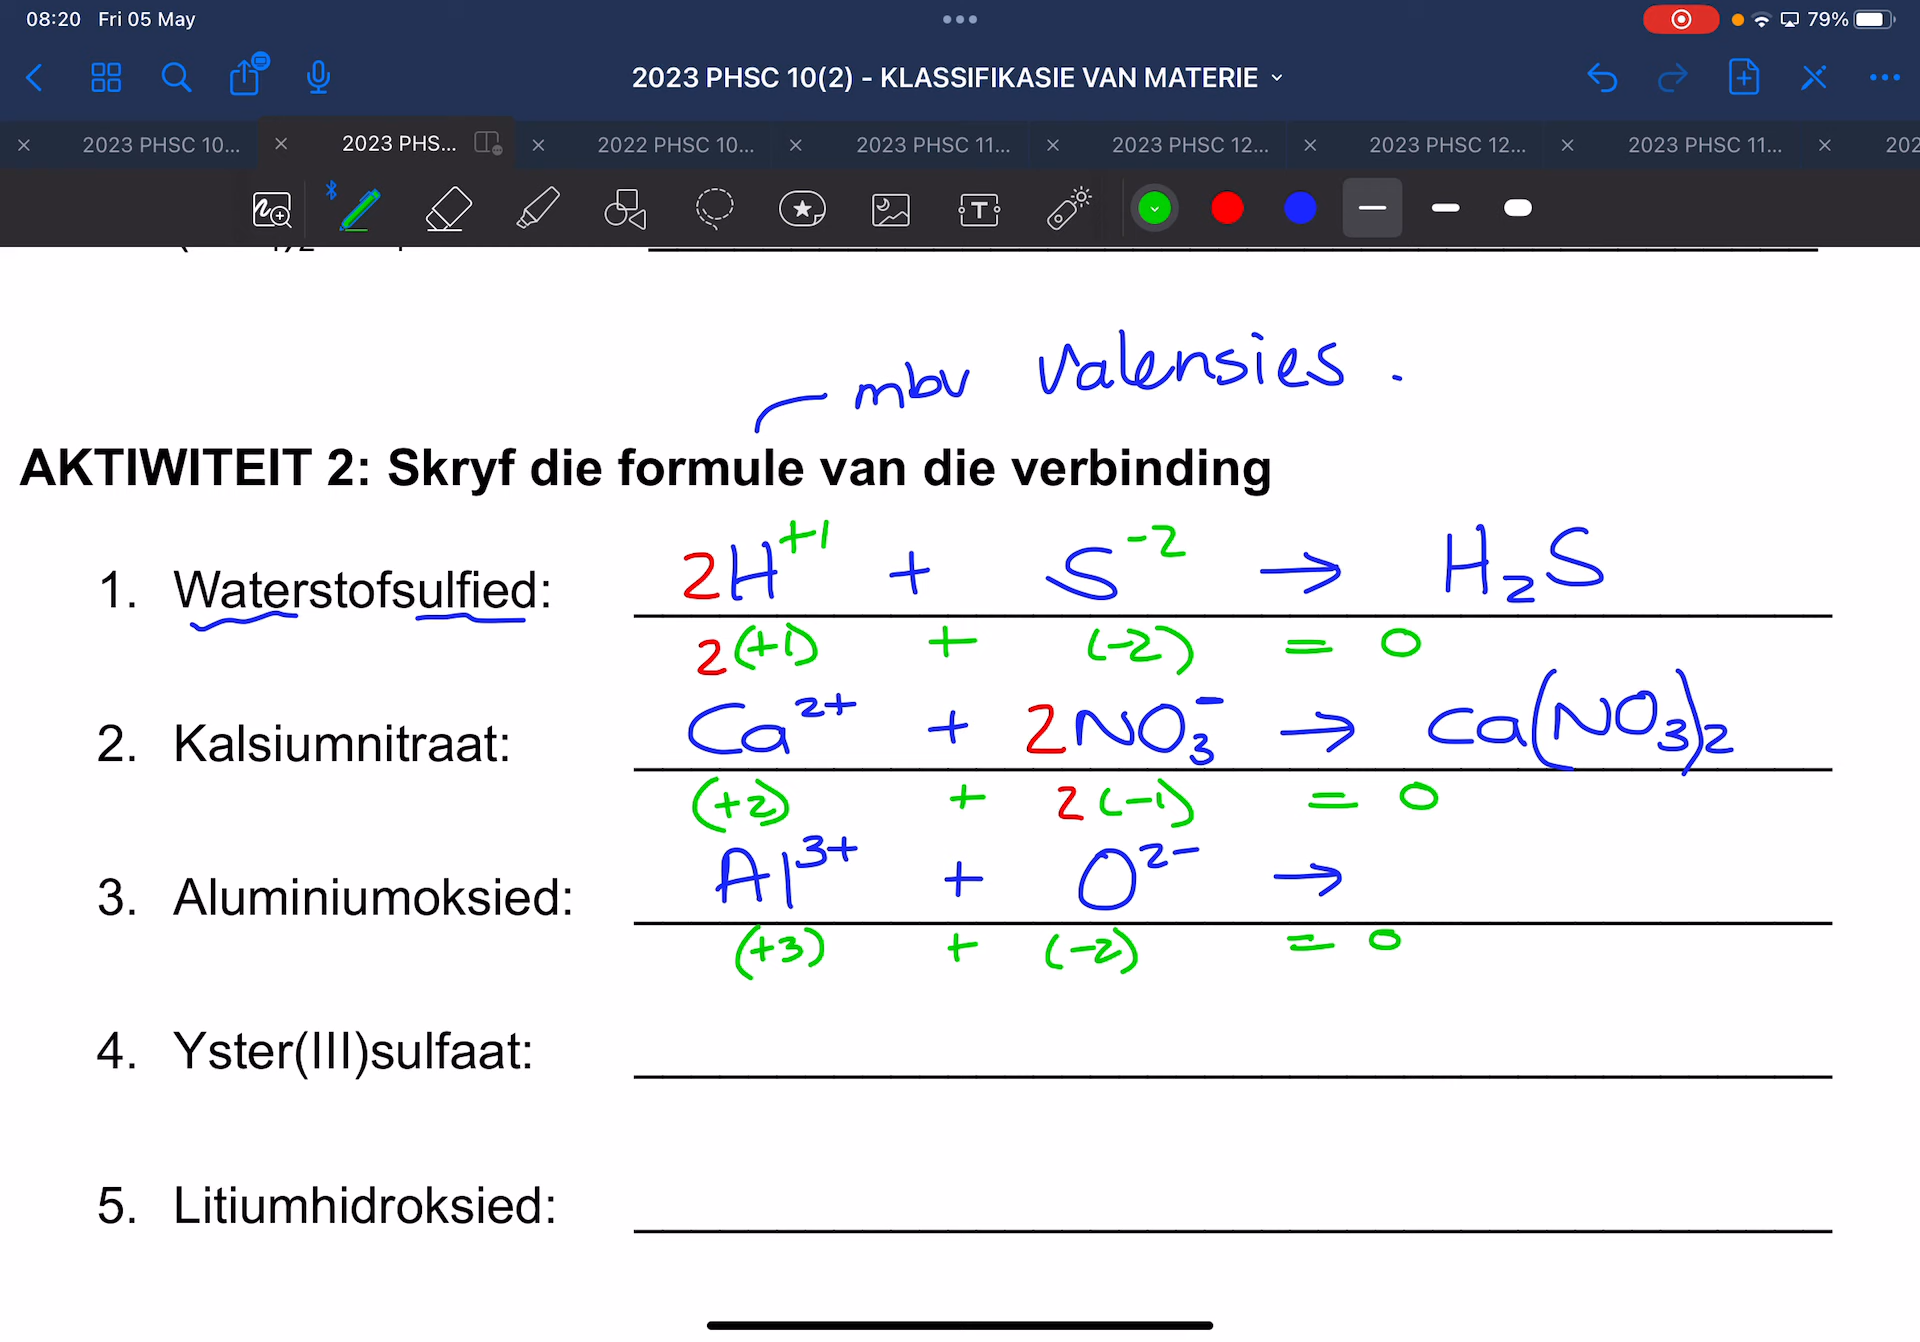 08:20 Fri 05 May
79%
2023 PHSC 10(2) - KLASSIFIKASIE VAN MATERIE
2023 PHSC 10... 2023 PHS... 2022 PHSC 10... 2023 PHSC 11... 2023 PHSC 12... 2023 PHSC 12... 2023 PHSC 11... 202
mbv Valensies.
AKTIWITEIT 2: Skryf die formule van die verbinding
1. Waterstofsulfied: 2H⁺¹ + S⁻² → H₂S
2(+1) + (-2) = 0
2. Kalsiumnitraat: Ca²⁺ + 2NO₃⁻ → Ca(NO₃)₂
(+2) + 2(-1) = 0
3. Aluminiumoksied: Al³⁺ + O²⁻ →
(+3) + (-2) = 0
4. Yster(III)sulfaat:
5. Litiumhidroksied: